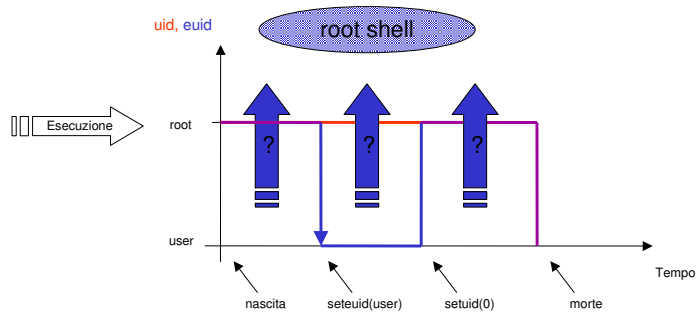 uid, euid
root shell
Esecuzione
root
? ? ?
user
Tempo
nascita seteuid(user) setuid(0) morte